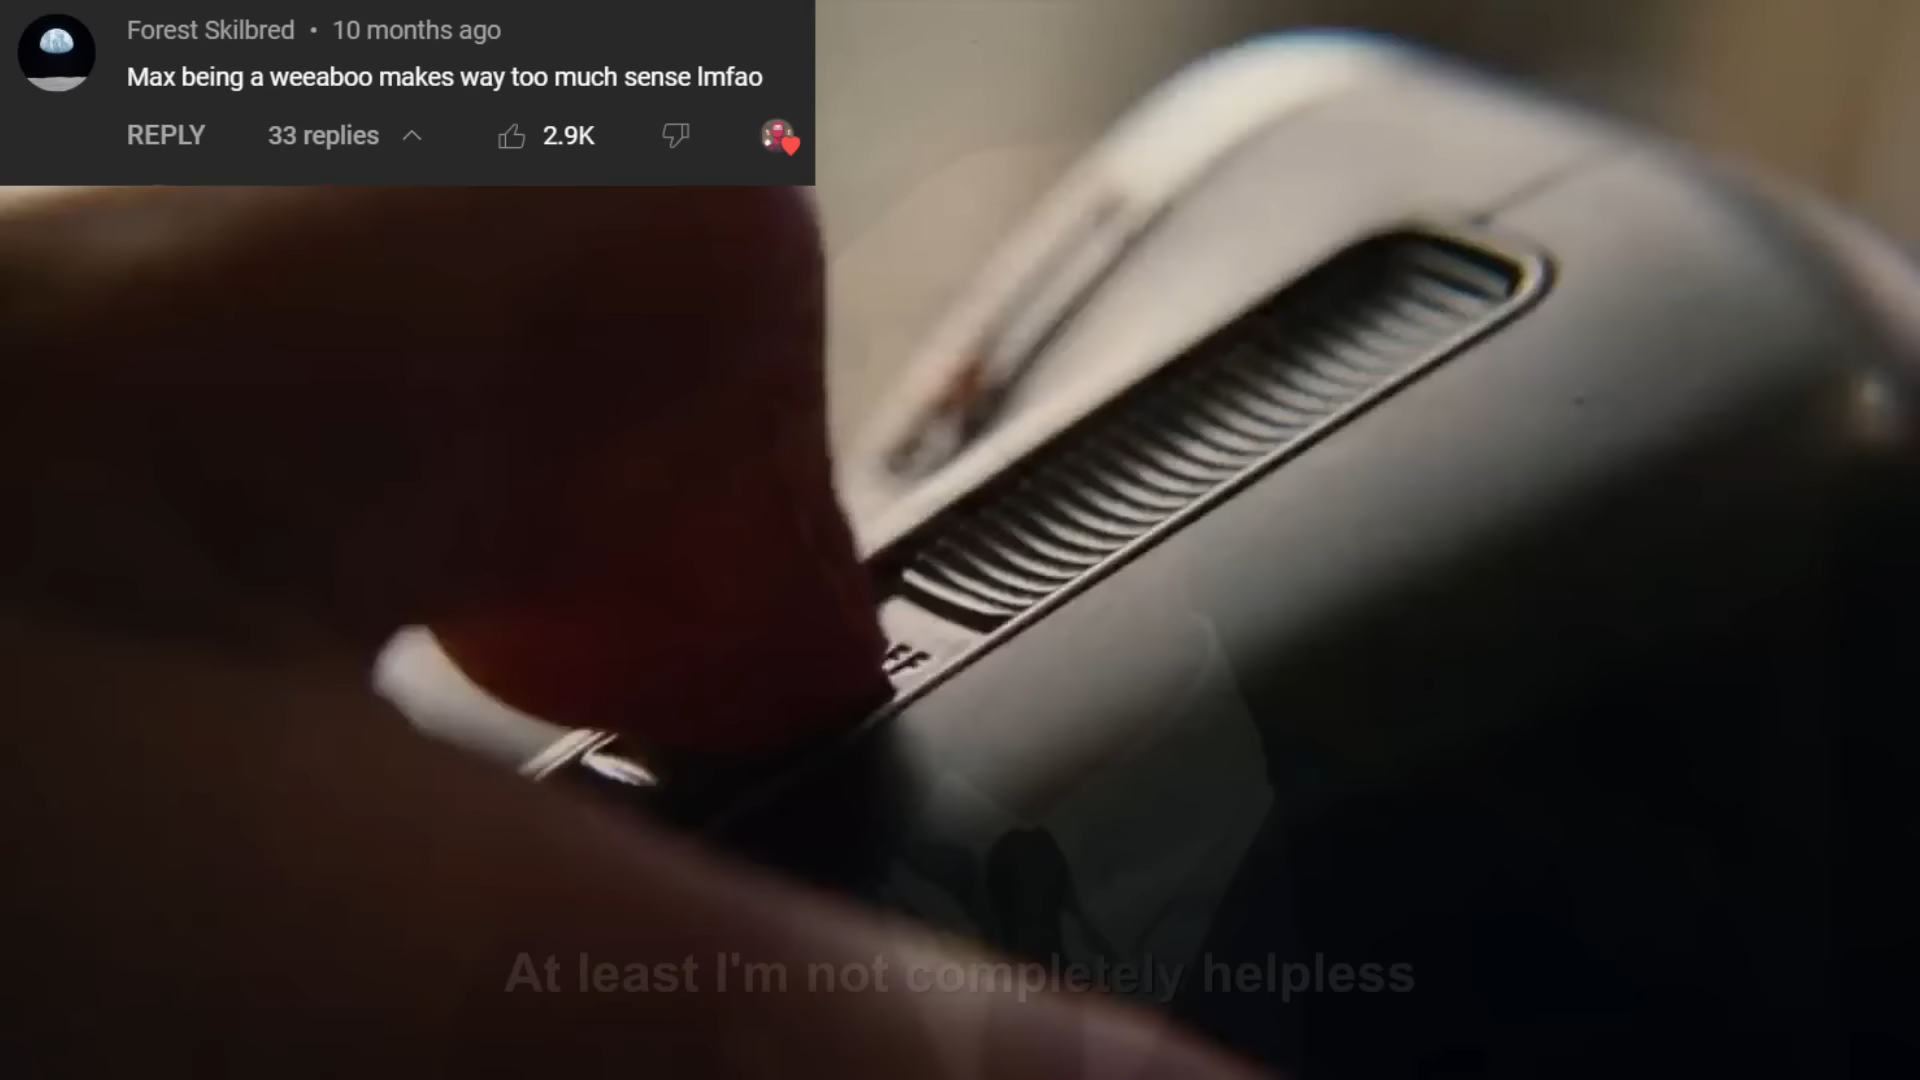 Forest Skilbred • 10 months ago
Max being a weeaboo makes way too much sense lmfao
REPLY 33 replies 2.9K
FF
At least I'm not completely helpless